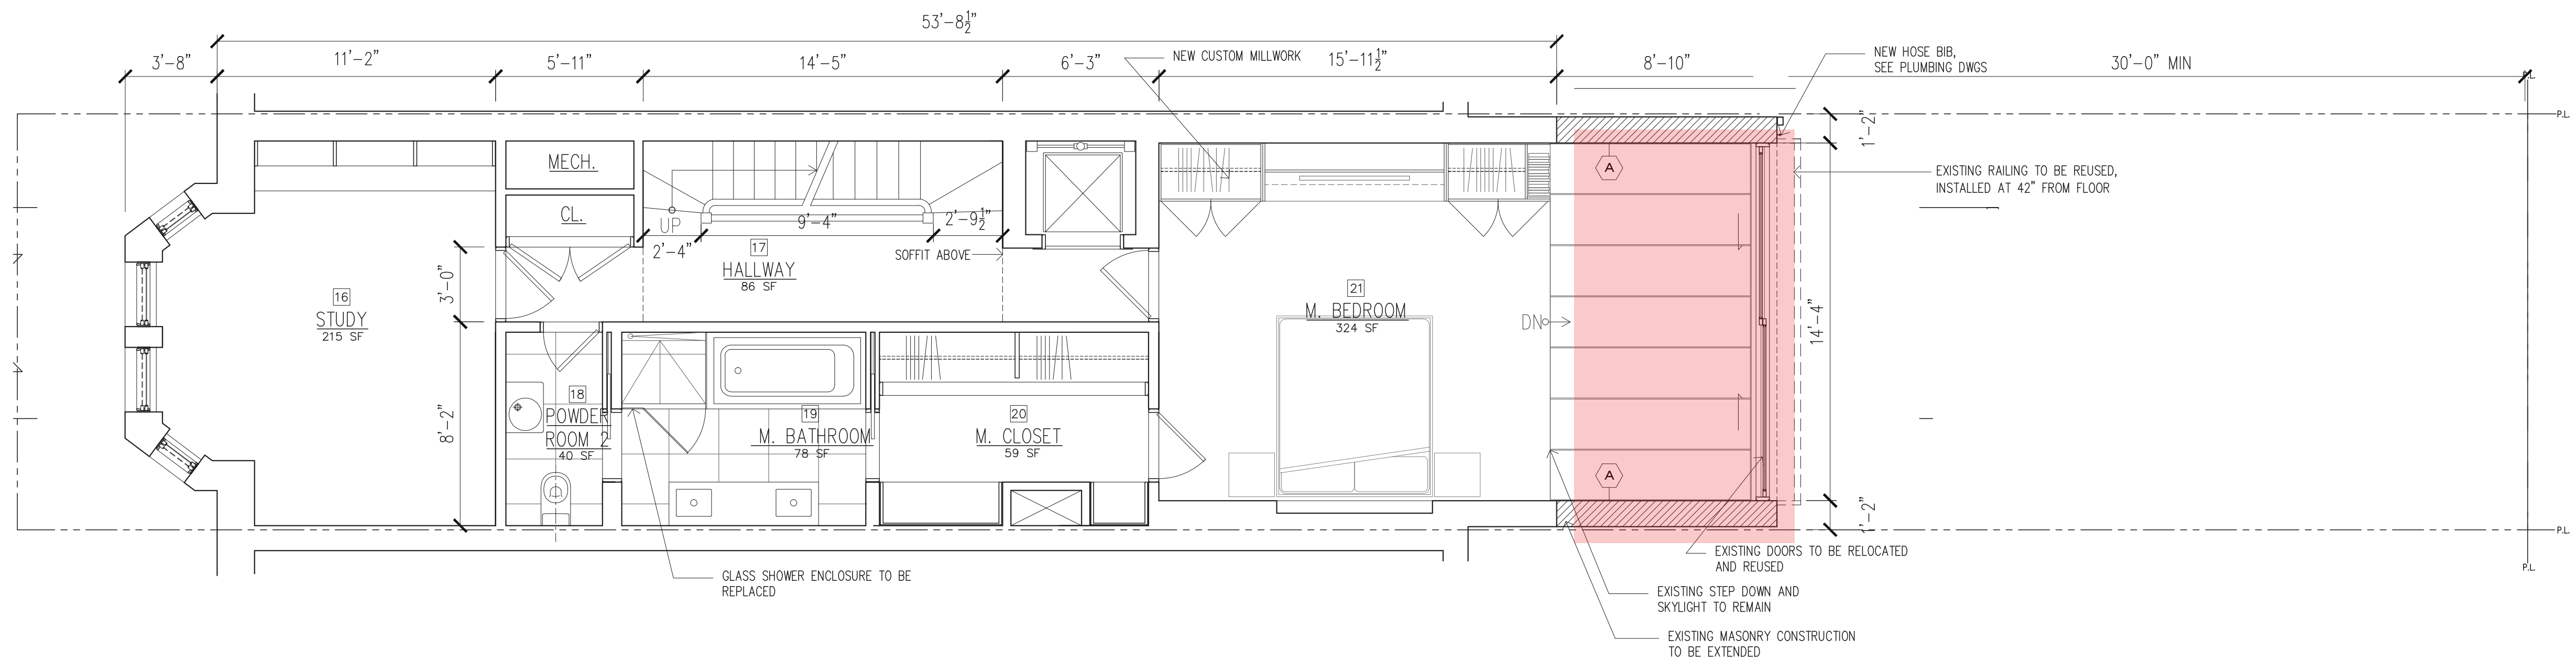 53'-8½"
3'-8"
11'-2"
5'-11"
14'-5"
6'-3"
NEW CUSTOM MILLWORK
15'-11½"
8'-10"
NEW HOSE BIB,
SEE PLUMBING DWGS
30'-0" MIN
P.L.
P.L.
1'-2"
MECH.
CL.
UP
9'-4"
2'-9½"
2'-4"
SOFFIT ABOVE
17
HALLWAY
86 SF
A
EXISTING RAILING TO BE REUSED,
INSTALLED AT 42" FROM FLOOR
3'-0"
16
STUDY
215 SF
21
M. BEDROOM
324 SF
DN
14'-4"
8'-2"
18
POWDER
ROOM 2
40 SF
19
M. BATHROOM
78 SF
20
M. CLOSET
59 SF
A
1'-2"
P.L.
P.L.
EXISTING DOORS TO BE RELOCATED
AND REUSED
GLASS SHOWER ENCLOSURE TO BE
REPLACED
EXISTING STEP DOWN AND
SKYLIGHT TO REMAIN
EXISTING MASONRY CONSTRUCTION
TO BE EXTENDED